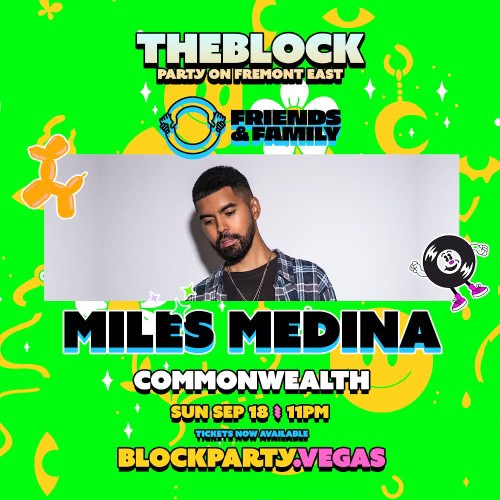 THEBLOCK
PARTY ON FREMONT EAST
FRIENDS
& FAMILY
MILES MEDINA
COMMONWEALTH
SUN SEP 18 11PM
TICKETS NOW AVAILABLE
BLOCKPARTY.VEGAS